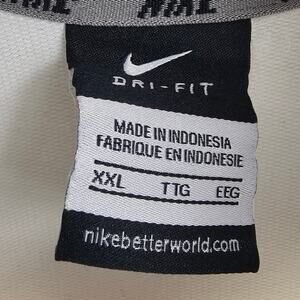 NIKE
DRI-FIT
MADE IN INDONESIA
FABRIQUE EN INDONESIE
XXL TTG EEG
nikebetterworld.com